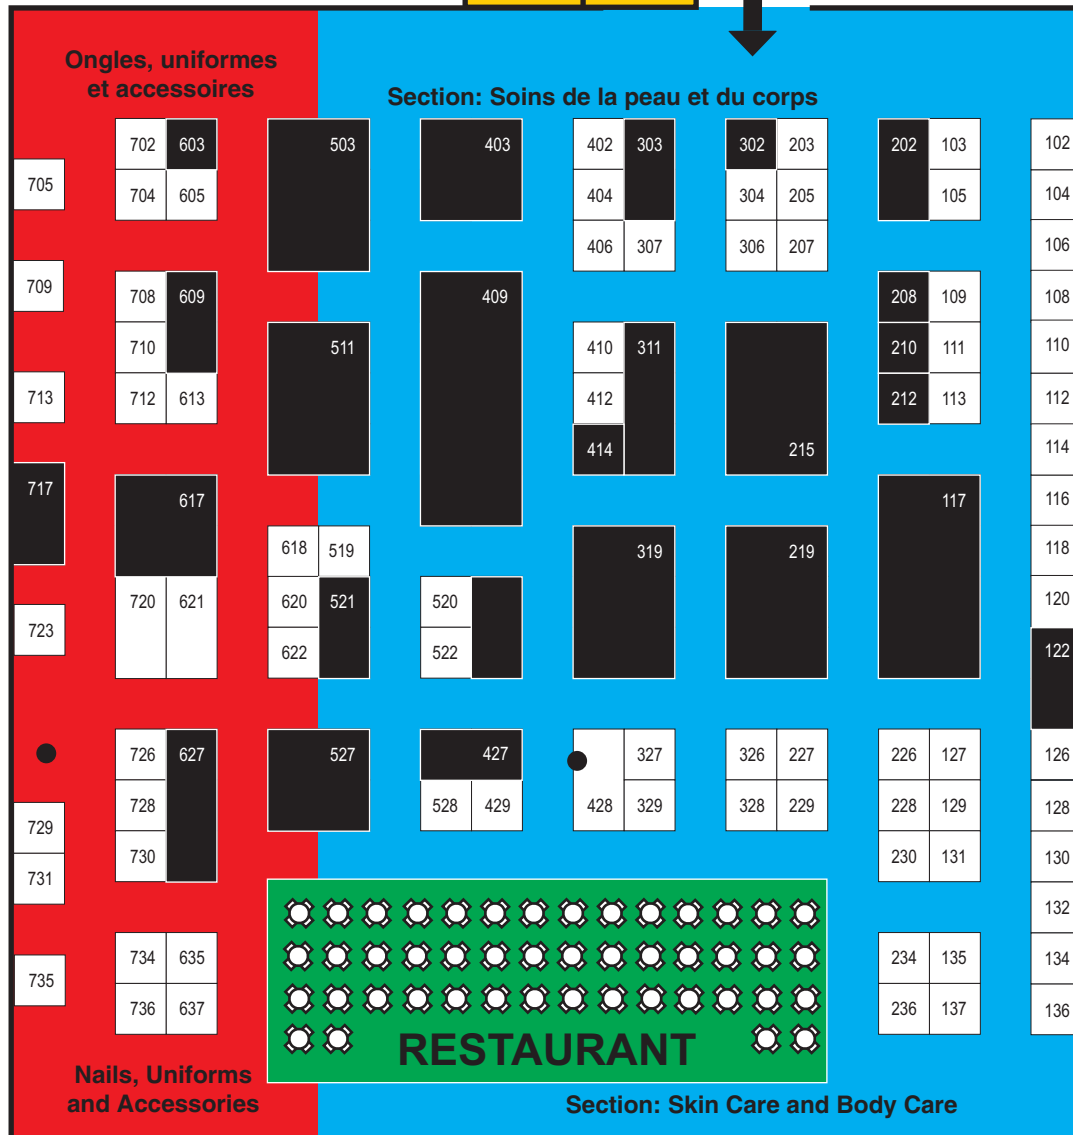 Ongles, uniformes
et accessoires
Section: Soins de la peau et du corps
702 603 503 403 402 303 302 203 202 103 102
705 704 605 404 304 205 105 104
406 307 306 207 106
709 708 609 409 208 109 108
710 511 410 311 210 111 110
713 712 613 412 212 113 112
414 215 114
717 617 117 116
618 519 319 219 118
720 621 620 521 520 120
723 622 522 122
726 627 527 427 327 326 227 226 127 126
729 728 528 429 428 329 328 229 228 129 128
731 730 230 131 130
132
735 734 635 234 135 134
736 637 236 137 136
RESTAURANT
Nails, Uniforms
and Accessories
Section: Skin Care and Body Care